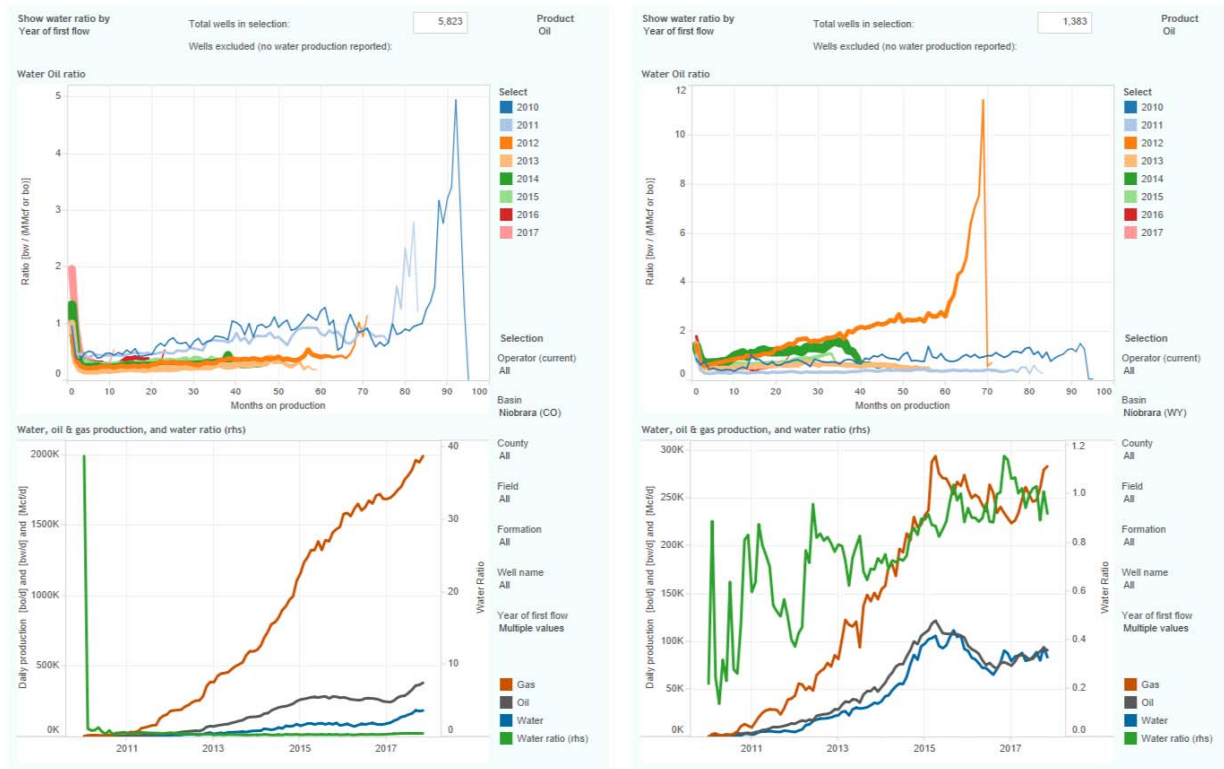 Show water ratio by
Year of first flow
Total wells in selection:
5,823
Product
Oil
Wells excluded (no water production reported):
Water Oil ratio
Ratio [bw / (MMcf or bo)]
5
4
3
2
1
0
0 10 20 30 40 50 60 70 80 90 100
Months on production
Select
2010
2011
2012
2013
2014
2015
2016
2017
Selection
Operator (current)
All
Basin
Niobrara (CO)
Water, oil & gas production, and water ratio (rhs)
Daily production [bo/d] and [bw/d] and [Mcf/d]
2000K
1500K
1000K
500K
0K
40
30
20
10
0
Water Ratio
2011 2013 2015 2017
County
All
Field
All
Formation
All
Well name
All
Year of first flow
Multiple values
Gas
Oil
Water
Water ratio (rhs)
Show water ratio by
Year of first flow
Total wells in selection:
1,383
Product
Oil
Wells excluded (no water production reported):
Water Oil ratio
Ratio [bw / (MMcf or bo)]
12
10
8
6
4
2
0
0 10 20 30 40 50 60 70 80 90 100
Months on production
Select
2010
2011
2012
2013
2014
2015
2016
2017
Selection
Operator (current)
All
Basin
Niobrara (WY)
Water, oil & gas production, and water ratio (rhs)
Daily production [bo/d] and [bw/d] and [Mcf/d]
300K
250K
200K
150K
100K
50K
0K
1.2
1.0
0.8
0.6
0.4
0.2
0.0
Water Ratio
2011 2013 2015 2017
County
All
Field
All
Formation
All
Well name
All
Year of first flow
Multiple values
Gas
Oil
Water
Water ratio (rhs)